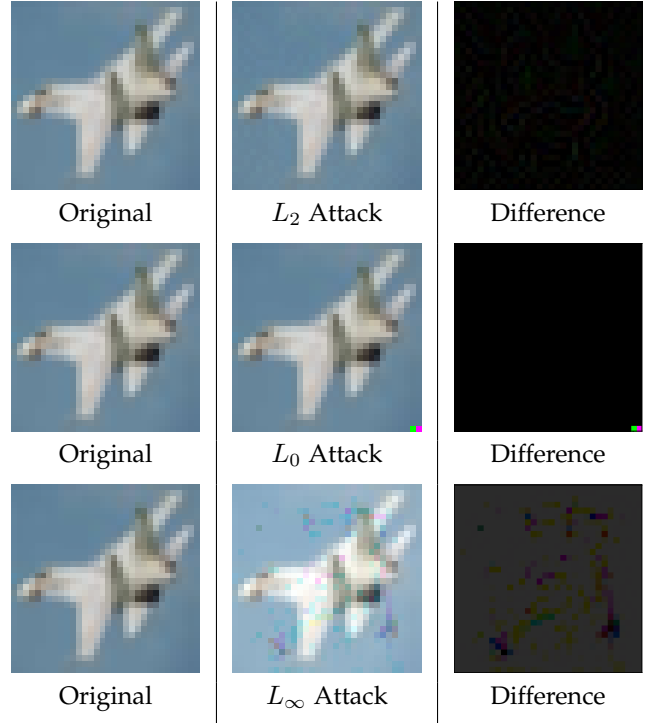 Original L₂ Attack Difference
Original L₀ Attack Difference
Original L∞ Attack Difference